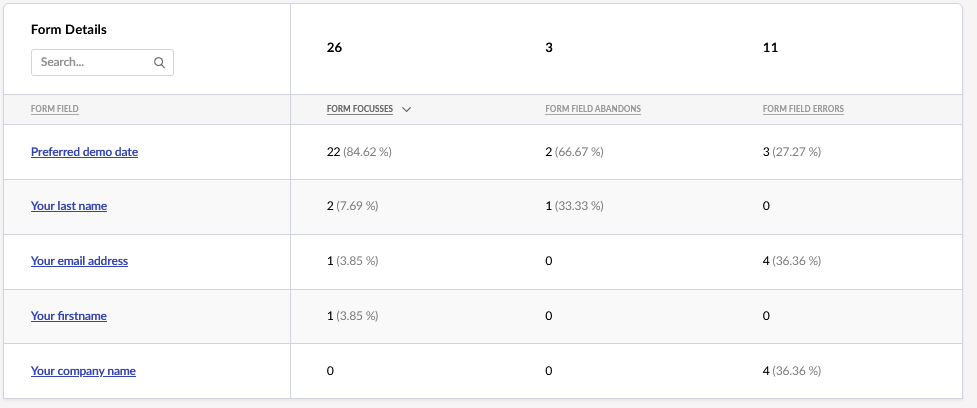 Form Details
Search...
26 3 11
FORM FIELD FORM FOCUSSES FORM FIELD ABANDONS FORM FIELD ERRORS
Preferred demo date 22 (84.62 %) 2 (66.67 %) 3 (27.27 %)
Your last name 2 (7.69 %) 1 (33.33 %) 0
Your email address 1 (3.85 %) 0 4 (36.36 %)
Your firstname 1 (3.85 %) 0 0
Your company name 0 0 4 (36.36 %)